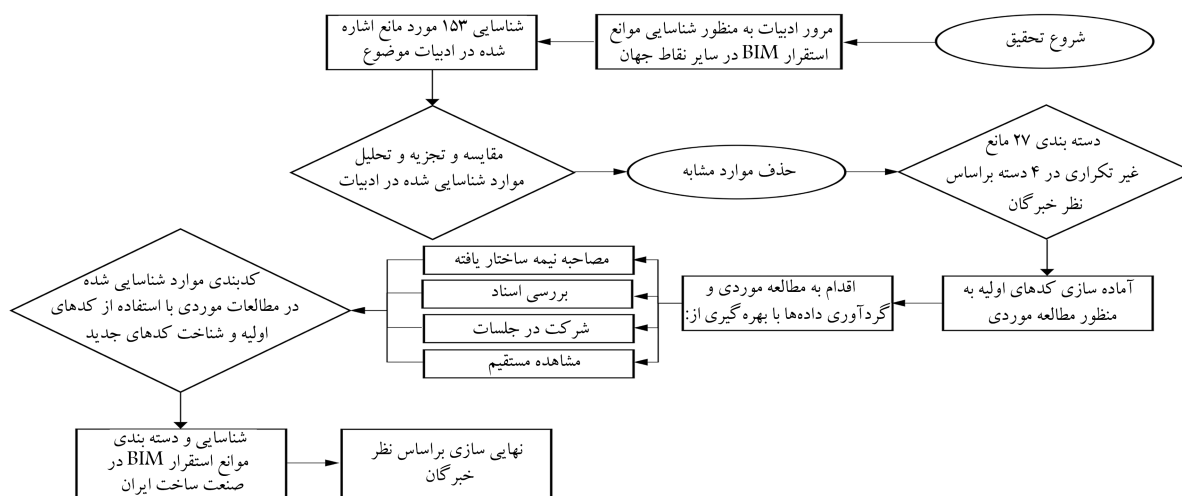 شروع تحقیق
مرور ادبیات به منظور شناسایی موانع
استقرار BIM در سایر نقاط جهان
شناسایی ۱۵۳ مورد مانع اشاره
شده در ادبیات موضوع
مقایسه و تجزیه و تحلیل
موارد شناسایی شده در ادبیات
حذف موارد مشابه
دسته بندی ۲۷ مانع
غیر تکراری در ۴ دسته براساس
نظر خبرگان
آماده سازی کدهای اولیه به
منظور مطالعه موردی
اقدام به مطالعه موردی و
گردآوری داده‌ها با بهره گیری از:
مصاحبه نیمه ساختار یافته
بررسی اسناد
شرکت در جلسات
مشاهده مستقیم
کدبندی موارد شناسایی شده
در مطالعات موردی با استفاده از کدهای
اولیه و شناخت کدهای جدید
شناسایی و دسته بندی
موانع استقرار BIM در
صنعت ساخت ایران
نهایی سازی براساس نظر
خبرگان